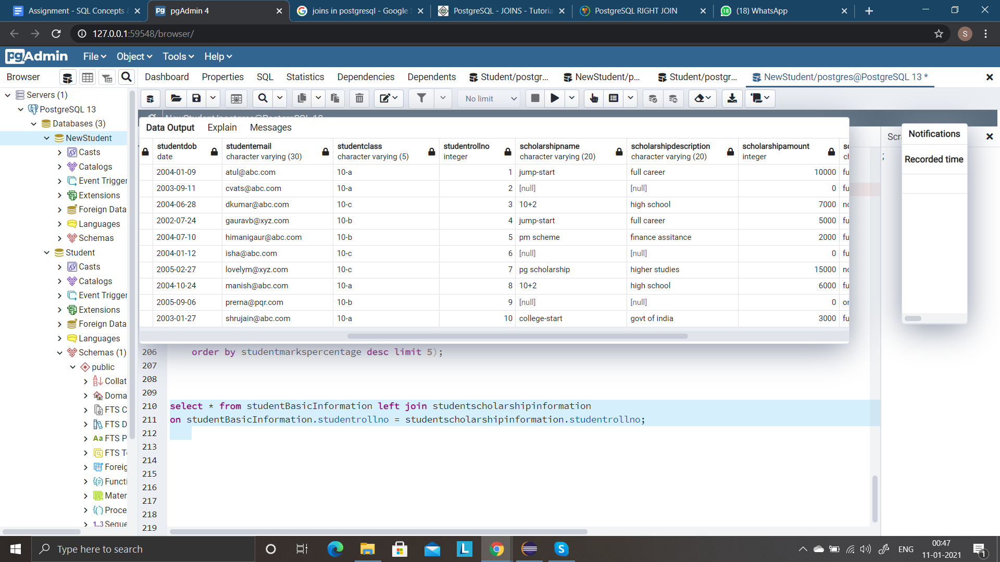 Assignment - SQL Concepts
pgAdmin 4
joins in postgresql - Google
PostgreSQL - JOINS - Tutoria
PostgreSQL RIGHT JOIN
(18) WhatsApp
127.0.0.1:59548/browser/
S
pgAdmin
File Object Tools Help
Browser
Dashboard Properties SQL Statistics Dependencies Dependents Student/postgr... NewStudent/p... Student/postgr... NewStudent/postgres@PostgreSQL 13 *
No limit
Servers (1)
PostgreSQL 13
Databases (3)
NewStudent
Casts
Catalogs
Event Trigger
Extensions
Foreign Data
Languages
Schemas
Student
Casts
Catalogs
Event Trigger
Extensions
Foreign Data
Languages
Schemas (1)
public
Collat
Doma
FTS C
FTS D
FTS P
FTS T
Foreig
Functi
Mater
Proce
1..3 Seque
NewStudent/postgres@PostgreSQL 13
Data Output Explain Messages
studentdob studentemail studentclass studentrollno scholarshipname scholarshipdescription scholarshipamount
date character varying (30) character varying (5) integer character varying (20) character varying (20) integer
2004-01-09 atul@abc.com 10-a 1 jump-start full career 10000 fu
2003-09-11 cvats@abc.com 10-a 2 [null] [null] 0 fu
2004-06-28 dkumar@abc.com 10-c 3 10+2 high school 7000 no
2002-07-24 gauravb@xyz.com 10-b 4 jump-start full career 5000 fu
2004-07-10 himanigaur@abc.com 10-b 5 pm scheme finance assitance 2000 fu
2004-01-12 isha@abc.com 10-c 6 [null] [null] 0 fu
2005-02-27 lovelym@xyz.com 10-c 7 pg scholarship higher studies 15000 no
2004-10-24 manish@abc.com 10-a 8 10+2 high school 6000 fu
2005-09-06 prerna@pqr.com 10-b 9 [null] [null] 0 or
2003-01-27 shrujain@abc.com 10-a 10 college-start govt of india 3000 fu
Scr
Notifications
Recorded time
;
206 order by studentmarkspercentage desc limit 5);
207
208
209
210 select * from studentBasicInformation left join studentscholarshipinformation
211 on studentBasicInformation.studentrollno = studentscholarshipinformation.studentrollno;
212
213
214
215
216
217
218
219
Type here to search
ENG
00:47
11-01-2021
1